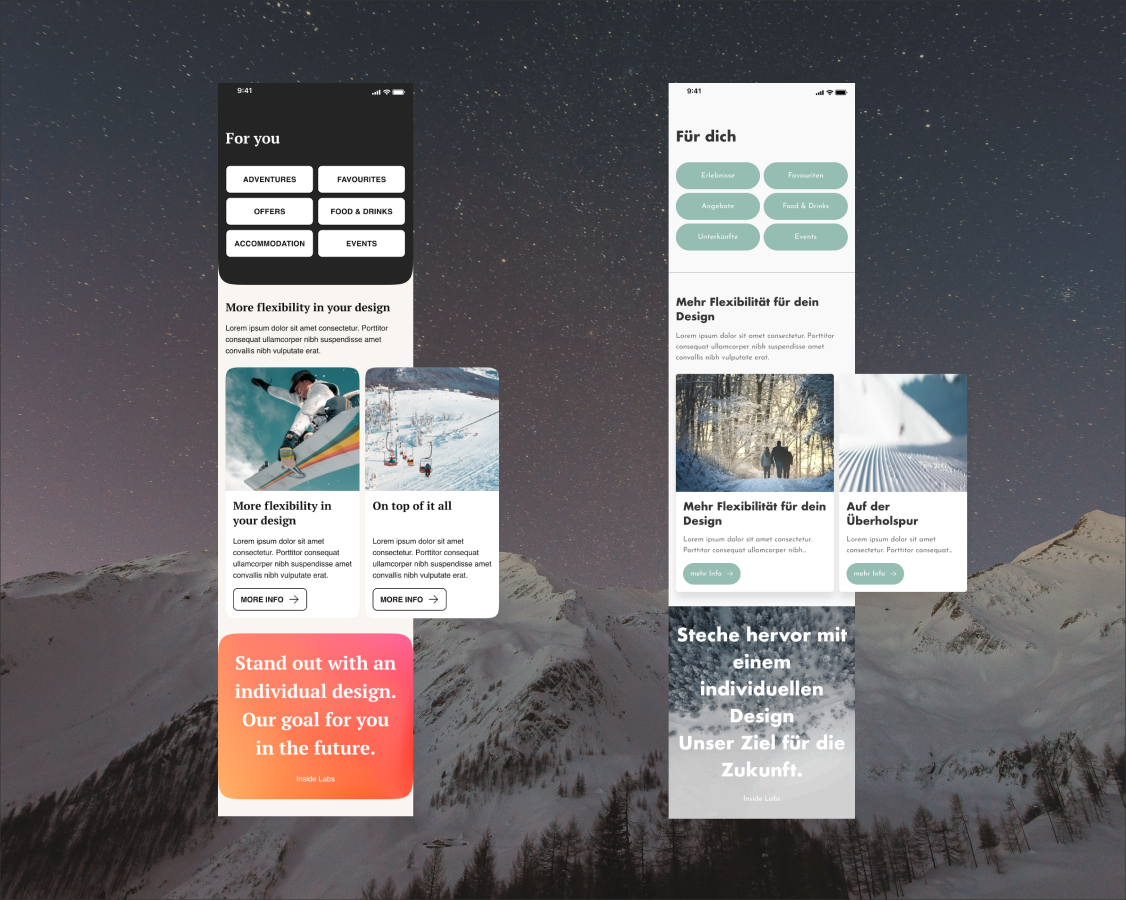 9:41
For you
ADVENTURES
FAVOURITES
OFFERS
FOOD & DRINKS
ACCOMMODATION
EVENTS
More flexibility in your design
Lorem ipsum dolor sit amet consectetur. Porttitor
consequat ullamcorper nibh suspendisse amet
convallis nibh vulputate erat.
More flexibility in
your design
Lorem ipsum dolor sit amet
consectetur. Porttitor consequat
ullamcorper nibh suspendisse amet
convallis nibh vulputate erat.
MORE INFO
On top of it all
Lorem ipsum dolor sit amet
consectetur. Porttitor consequat
ullamcorper nibh suspendisse amet
convallis nibh vulputate erat.
MORE INFO
Stand out with an
individual design.
Our goal for you
in the future.
Inside Labs
9:41
Für dich
Erlebnisse
Favouriten
Angebote
Food & Drinks
Unterkünfte
Events
Mehr Flexibilität für dein
Design
Lorem ipsum dolor sit amet consectetur. Porttitor
consequat ullamcorper nibh suspendisse amet
convallis nibh vulputate erat.
Mehr Flexibilität für dein
Design
Lorem ipsum dolor sit amet consectetur.
Porttitor consequat ullamcorper nibh...
mehr Info
Auf der
Überholspur
Lorem ipsum dolor sit amet
consectetur. Porttitor consequat...
mehr Info
Steche hervor mit
einem
individuellen
Design
Unser Ziel für die
Zukunft.
Inside Labs